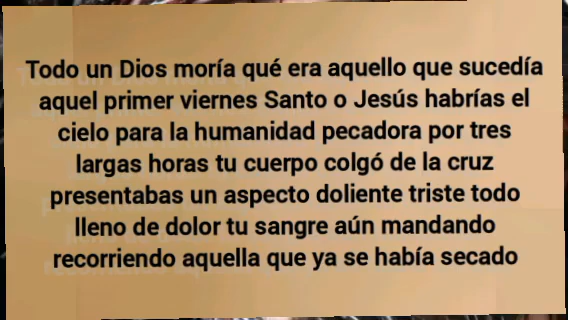 Todo un Dios moría qué era aquello que sucedía
aquel primer viernes Santo o Jesús habrías el
cielo para la humanidad pecadora por tres
largas horas tu cuerpo colgó de la cruz
presentabas un aspecto doliente triste todo
lleno de dolor tu sangre aún mandando
recorriendo aquella que ya se había secado